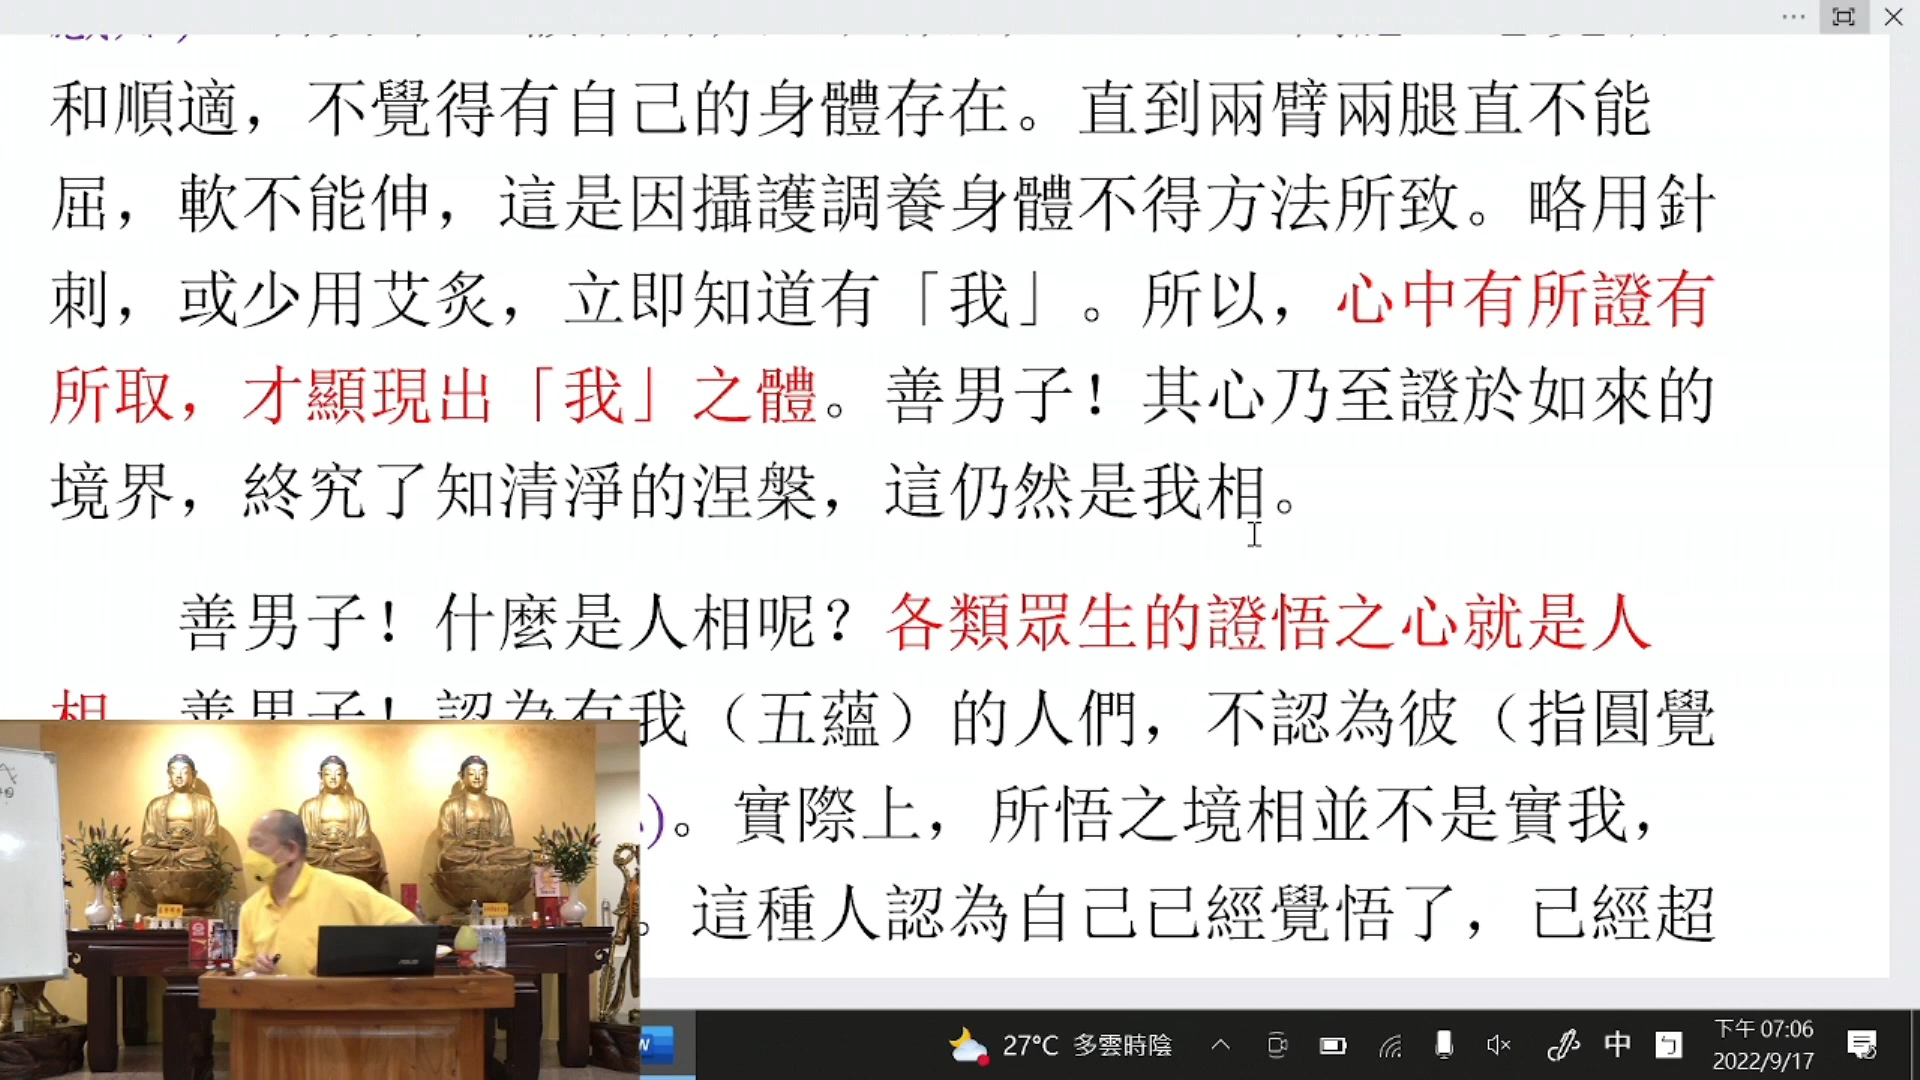 和順適，不覺得有自己的身體存在。直到兩臂兩腿直不能
屈，軟不能伸，這是因攝護調養身體不得方法所致。略用針
刺，或少用艾炙，立即知道有「我」。所以，心中有所證有
所取，才顯現出「我」之體。善男子！其心乃至證於如來的
境界，終究了知清淨的涅槃，這仍然是我相。
善男子！什麼是人相呢？各類眾生的證悟之心就是人
相　善男子！認為有我（五蘊）的人們，不認為彼（指圓覺
)。實際上，所悟之境相並不是實我，
。這種人認為自己已經覺悟了，已經超
27°C 多雲時陰
中
ㄅ
下午 07:06
2022/9/17